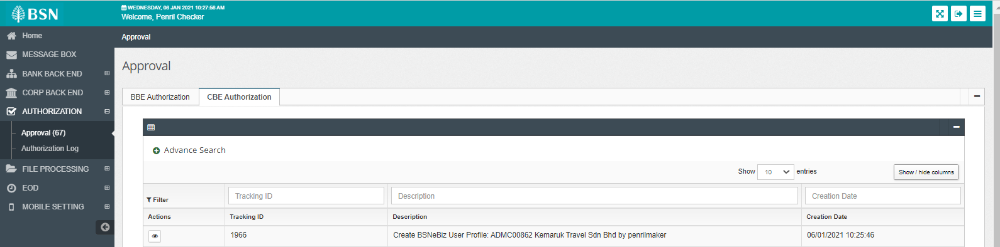 BSN
WEDNESDAY, 06 JAN 2021 10:27:56 AM
Welcome, Penril Checker
Home
MESSAGE BOX
BANK BACK END
CORP BACK END
AUTHORIZATION
Approval (67)
Authorization Log
FILE PROCESSING
EOD
MOBILE SETTING
Approval
Approval
BBE Authorization
CBE Authorization
Advance Search
Show 10 entries
Show / hide columns
Filter Tracking ID Description Creation Date
Actions Tracking ID Description Creation Date
1966 Create BSNeBiz User Profile: ADMC00862 Kemaruk Travel Sdn Bhd by penrilmaker 06/01/2021 10:25:46